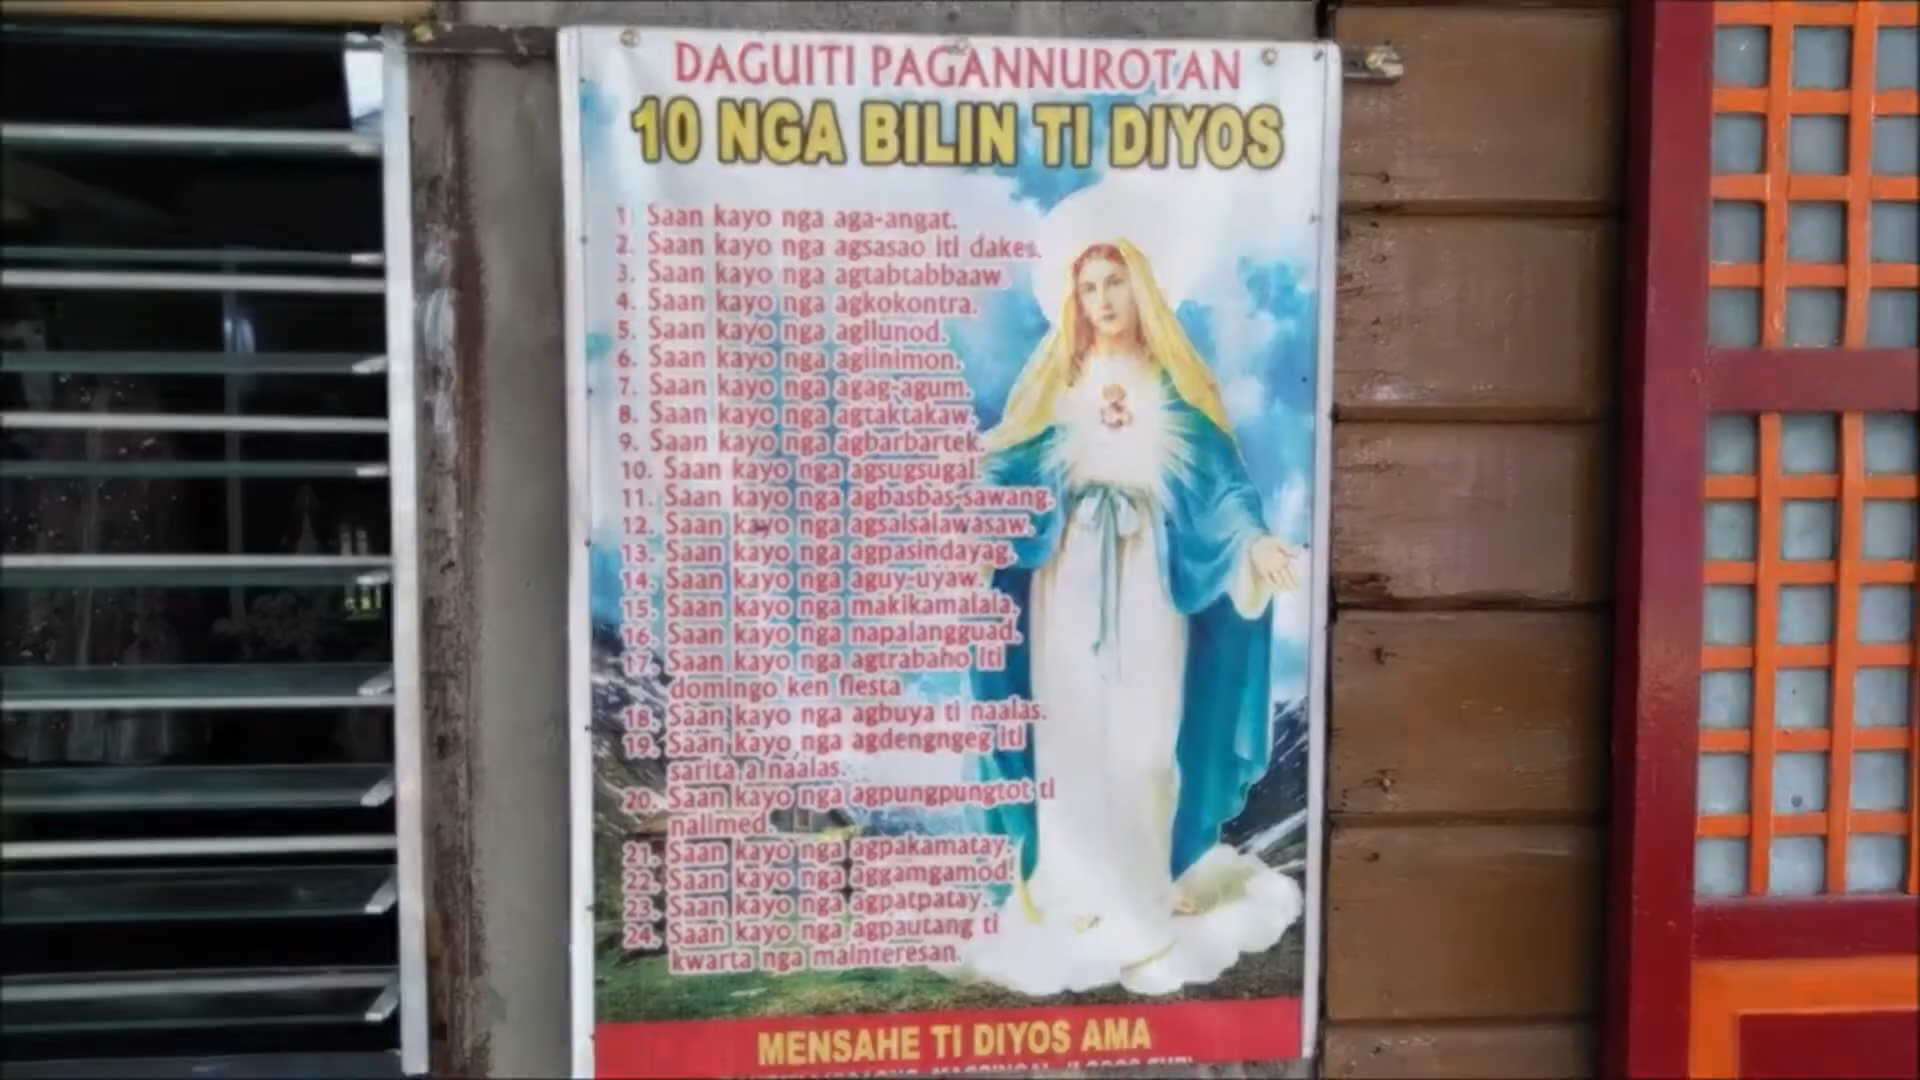 DAGUITI PAGANNUROTAN
10 NGA BILIN TI DIYOS
1. Saan kayo nga aga-angat.
2. Saan kayo nga agsasao iti dakes.
3. Saan kayo nga agtabtabbaaw.
4. Saan kayo nga agkokontra.
5. Saan kayo nga agilunod.
6. Saan kayo nga agiinimon.
7. Saan kayo nga agag-agum.
8. Saan kayo nga agtaktakaw.
9. Saan kayo nga agbarbartek.
10. Saan kayo nga agsugsugal.
11. Saan kayo nga agbasbas-sawang.
12. Saan kayo nga agsaisalawasaw.
13. Saan kayo nga agpasindayag.
14. Saan kayo nga aguy-uyaw.
15. Saan kayo nga makikamalala.
16. Saan kayo nga napalangguad.
17. Saan kayo nga agtrabaho iti
domingo ken fiesta
18. Saan kayo nga agbuya ti naalas.
19. Saan kayo nga agdengngeg iti
sarita a naalas.
20. Saan kayo nga agpungpungtot ti
nalimed.
21. Saan kayo nga agpakamatay.
22. Saan kayo nga aggamgamod!
23. Saan kayo nga agpatpatay.
24. Saan kayo nga agpautang ti
kwarta nga mainteresan.
MENSAHE TI DIYOS AMA